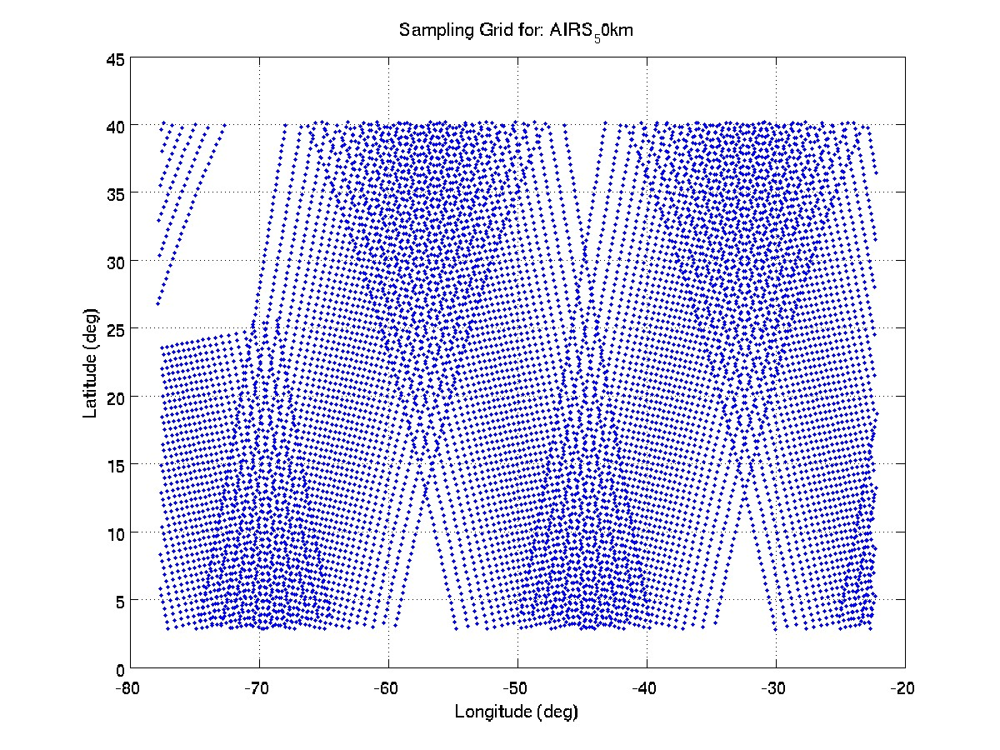 Sampling Grid for: AIRS₅0km
45
40
35
30
25
20
15
10
5
0
Latitude (deg)
-80 -70 -60 -50 -40 -30 -20
Longitude (deg)